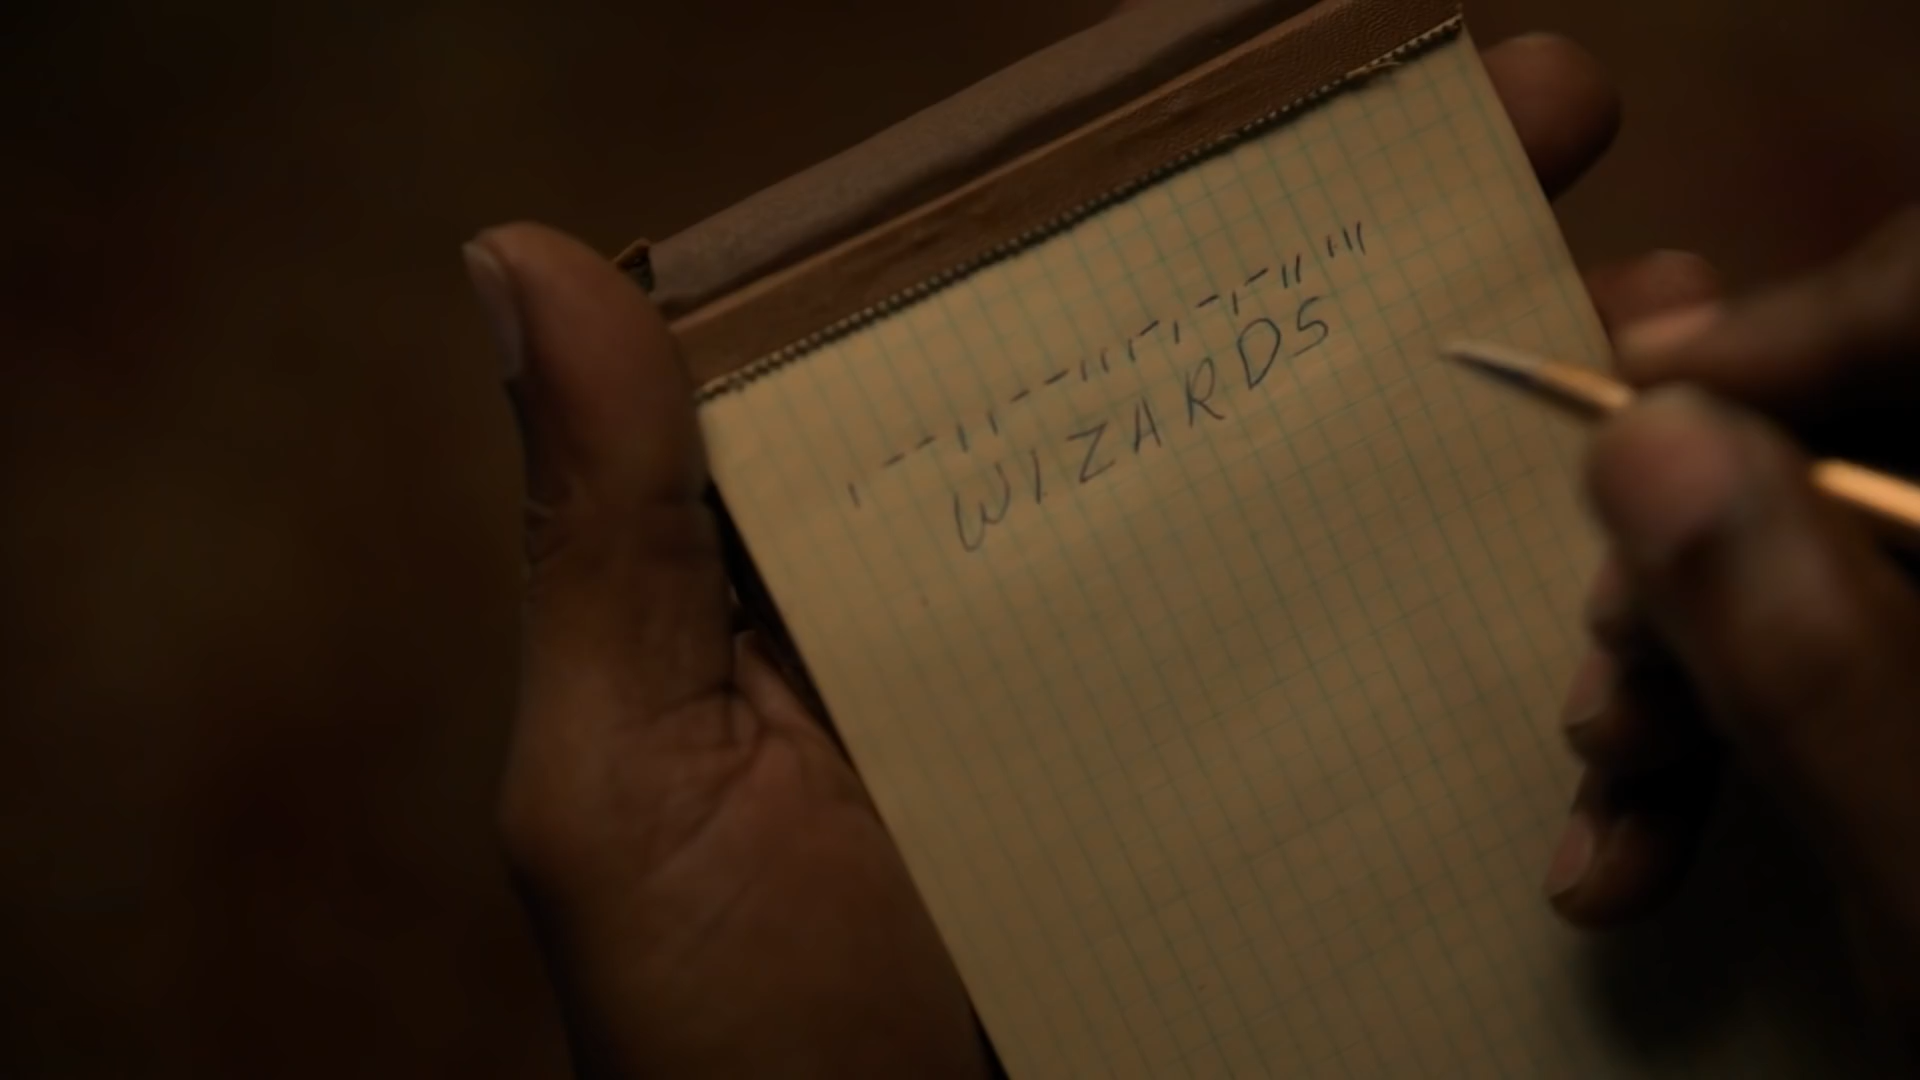 | - - | | - - | | | - | - | - | | | | |
WIZARDS